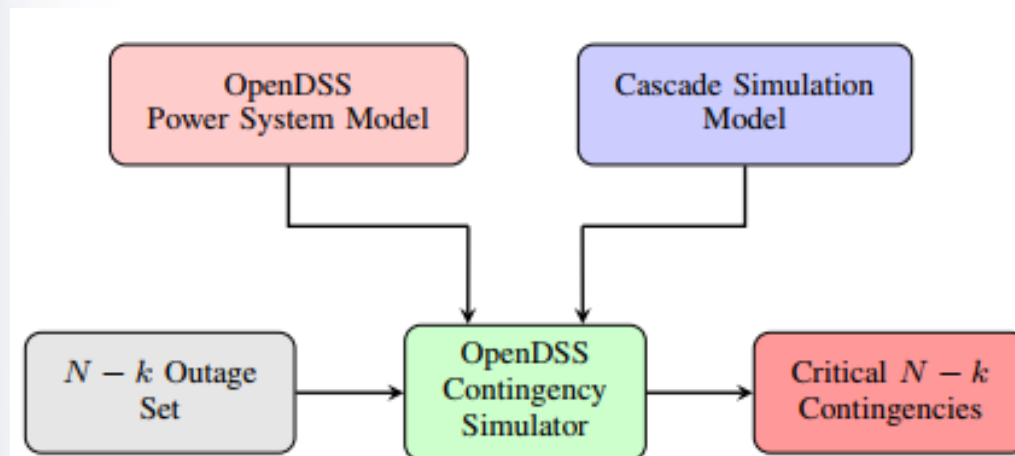 OpenDSS
Power System Model
Cascade Simulation
Model
N − k Outage
Set
OpenDSS
Contingency
Simulator
Critical N − k
Contingencies